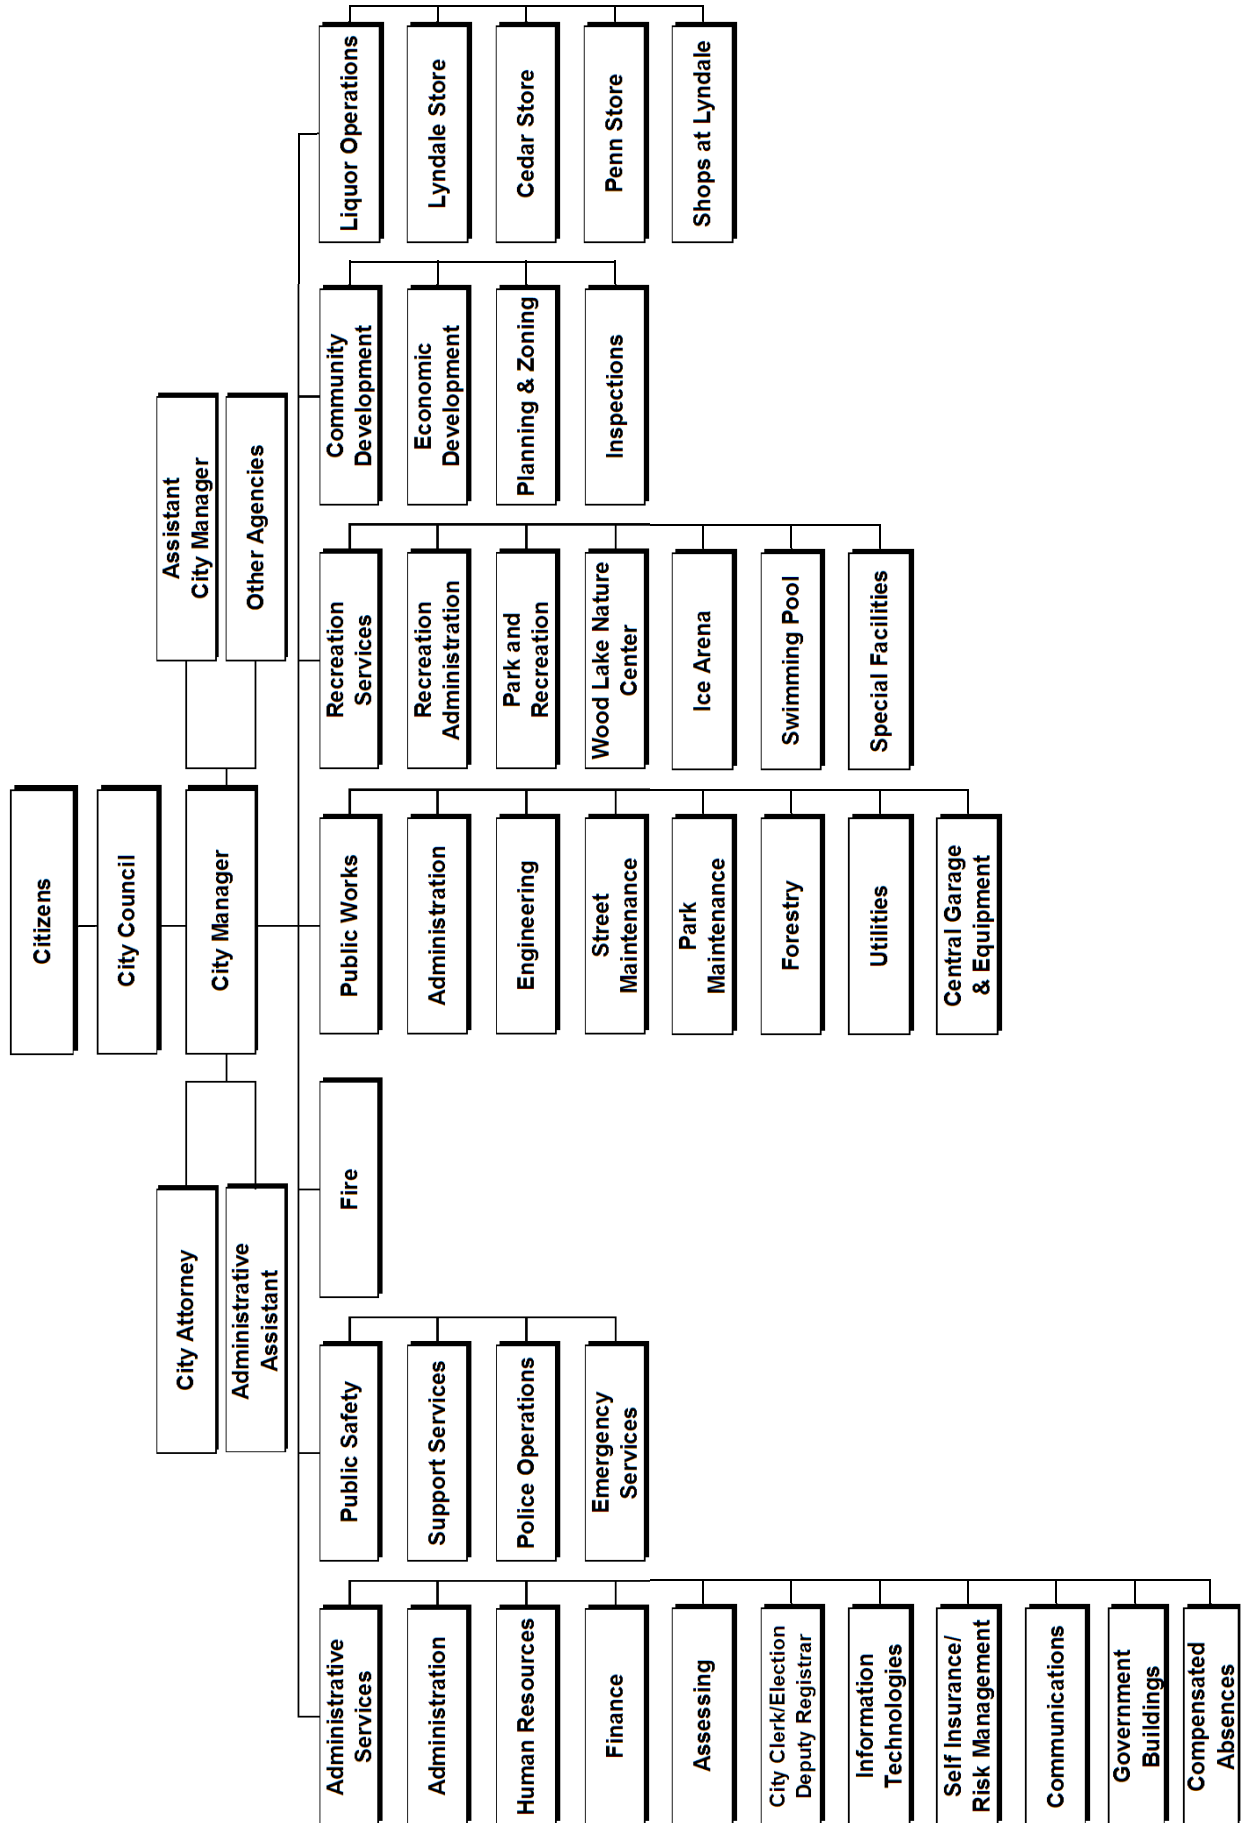 Citizens
City Council
City Manager
City Attorney
Administrative
Assistant
Assistant
City Manager
Other Agencies
Administrative
Services
Administration
Human Resources
Finance
Assessing
City Clerk/Election
Deputy Registrar
Information
Technologies
Self Insurance/
Risk Management
Communications
Government
Buildings
Compensated
Absences
Public Safety
Support Services
Police Operations
Emergency
Services
Fire
Public Works
Administration
Engineering
Street
Maintenance
Park
Maintenance
Forestry
Utilities
Central Garage
& Equipment
Recreation
Services
Recreation
Administration
Park and
Recreation
Wood Lake Nature
Center
Ice Arena
Swimming Pool
Special Facilities
Community
Development
Economic
Development
Planning & Zoning
Inspections
Liquor Operations
Lyndale Store
Cedar Store
Penn Store
Shops at Lyndale